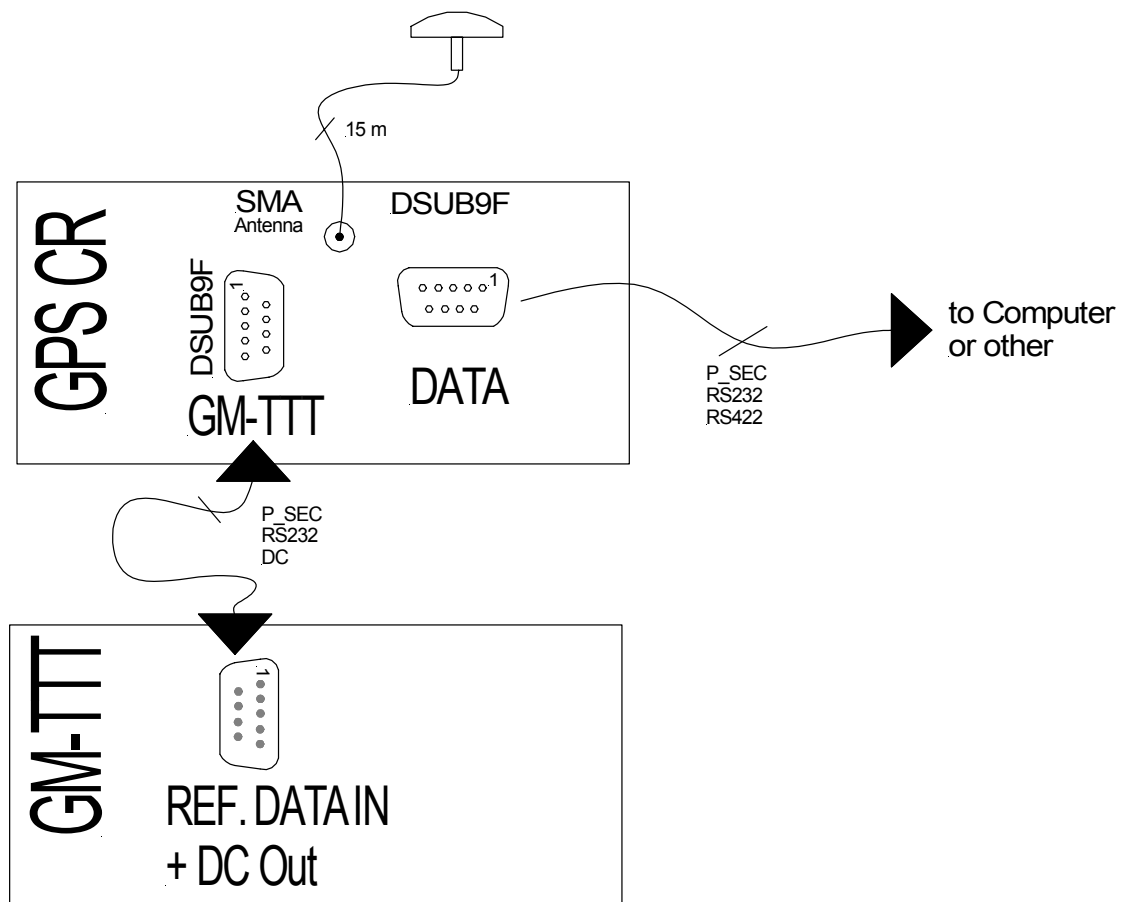 15 m
SMA
Antenna
DSUB9F
GPS CR
DSUB9F
1
1
GM-TTT
DATA
P_SEC
RS232
RS422
to Computer
or other
P_SEC
RS232
DC
GM-TTT
1
REF. DATA IN
+ DC Out